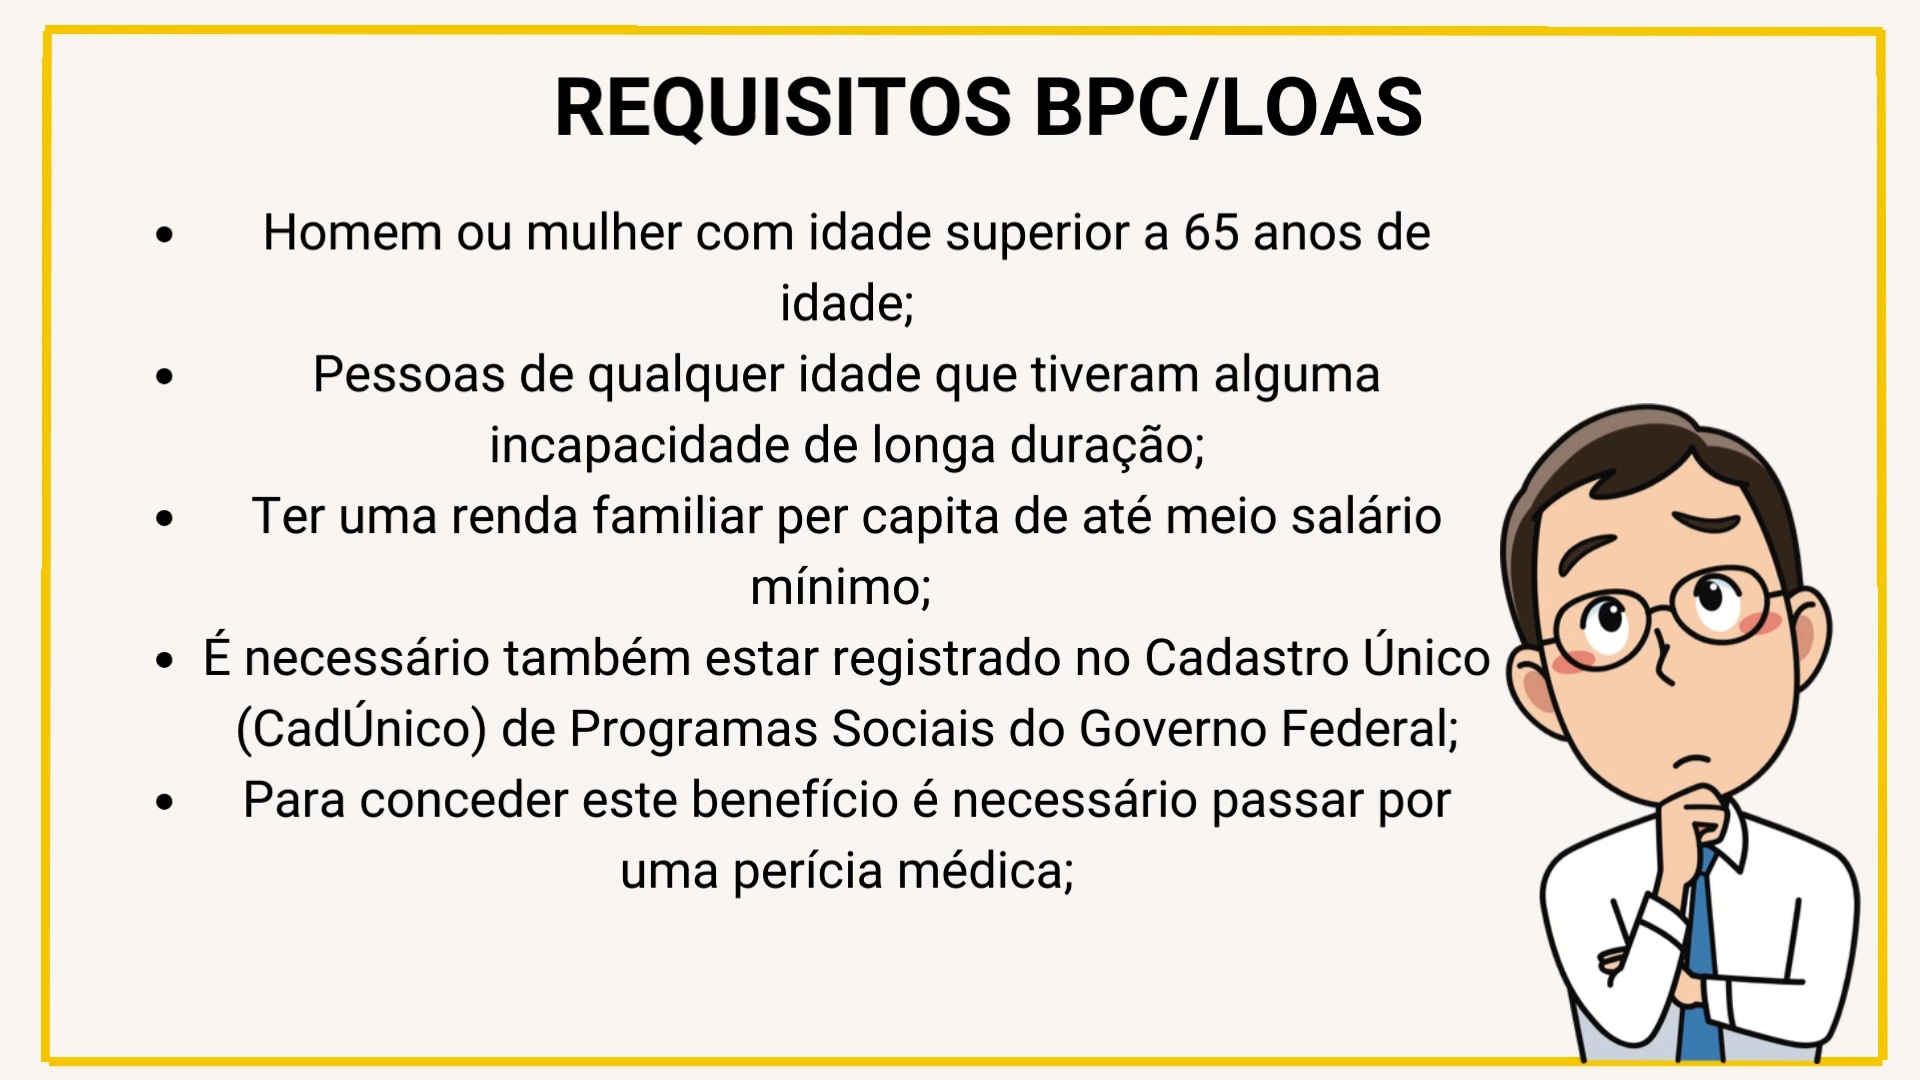 REQUISITOS BPC/LOAS
• Homem ou mulher com idade superior a 65 anos de
idade;
• Pessoas de qualquer idade que tiveram alguma
incapacidade de longa duração;
• Ter uma renda familiar per capita de até meio salário
mínimo;
• É necessário também estar registrado no Cadastro Único
(CadÚnico) de Programas Sociais do Governo Federal;
• Para conceder este benefício é necessário passar por
uma perícia médica;